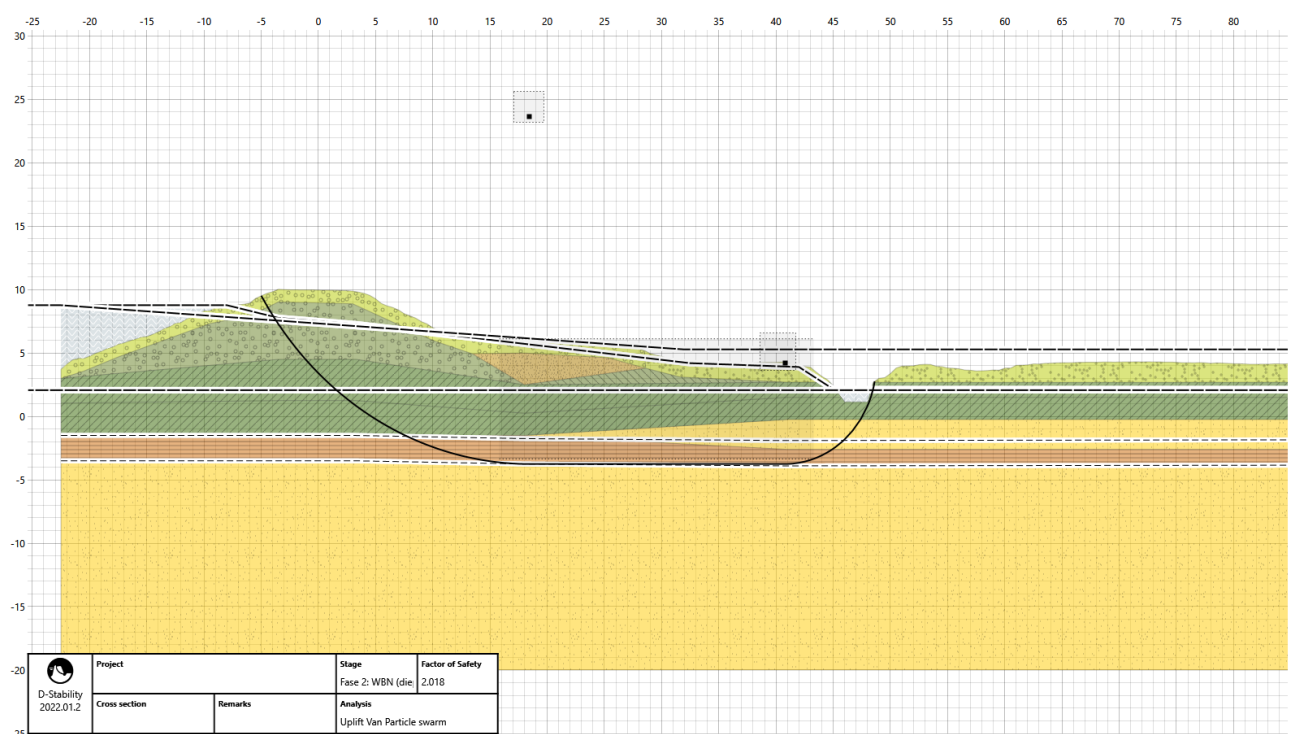 -25 -20 -15 -10 -5 0 5 10 15 20 25 30 35 40 45 50 55 60 65 70 75 80
30
25
20
15
10
5
0
-5
-10
-15
-20
-25
D-Stability
2022.01.2
Project
Stage
Fase 2: WBN (die
Factor of Safety
2.018
Cross section
Remarks
Analysis
Uplift Van Particle swarm